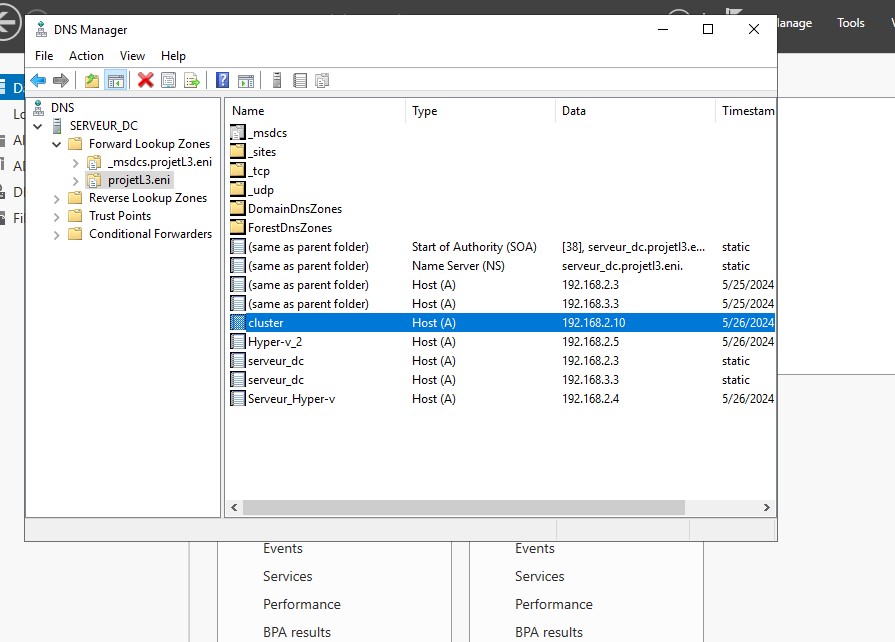 DNS Manager
Manage Tools
File Action View Help
DNS
SERVEUR_DC
Forward Lookup Zones
_msdcs.projetL3.eni
projetL3.eni
Reverse Lookup Zones
Trust Points
Conditional Forwarders
Name Type Data Timestam
_msdcs
_sites
_tcp
_udp
DomainDnsZones
ForestDnsZones
(same as parent folder) Start of Authority (SOA) [38], serveur_dc.projetl3.e... static
(same as parent folder) Name Server (NS) serveur_dc.projetl3.eni. static
(same as parent folder) Host (A) 192.168.2.3 5/25/2024
(same as parent folder) Host (A) 192.168.3.3 5/25/2024
cluster Host (A) 192.168.2.10 5/26/2024
Hyper-v_2 Host (A) 192.168.2.5 5/26/2024
serveur_dc Host (A) 192.168.2.3 static
serveur_dc Host (A) 192.168.3.3 static
Serveur_Hyper-v Host (A) 192.168.2.4 5/26/2024
Events Events
Services Services
Performance Performance
BPA results BPA results